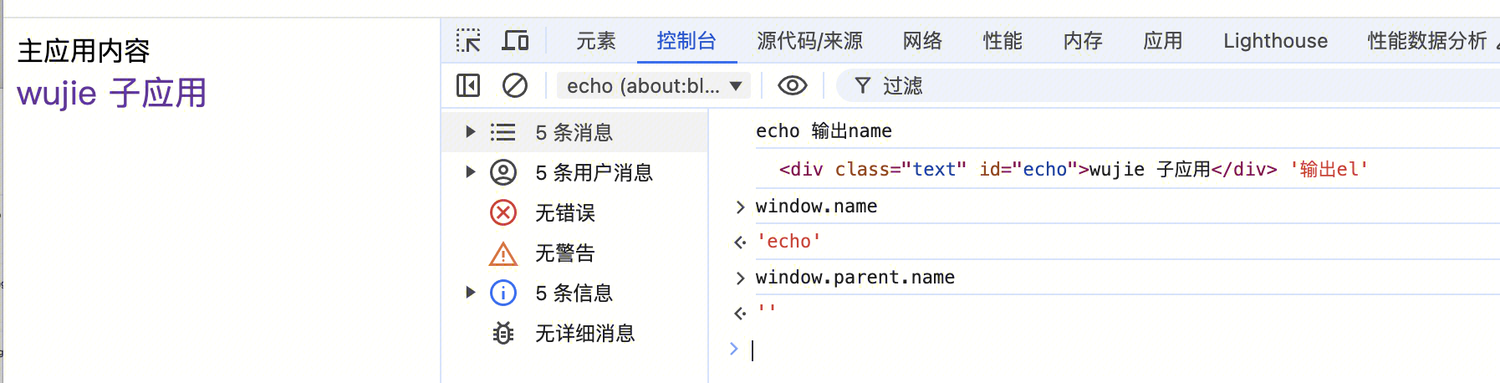 主应用内容
wujie 子应用
元素 控制台 源代码/来源 网络 性能 内存 应用 Lighthouse 性能数据分析
echo (about:bl... 过滤
5 条消息
5 条用户消息
无错误
无警告
5 条信息
无详细消息
echo 输出name
<div class="text" id="echo">wujie 子应用</div> '输出el'
window.name
'echo'
window.parent.name
''